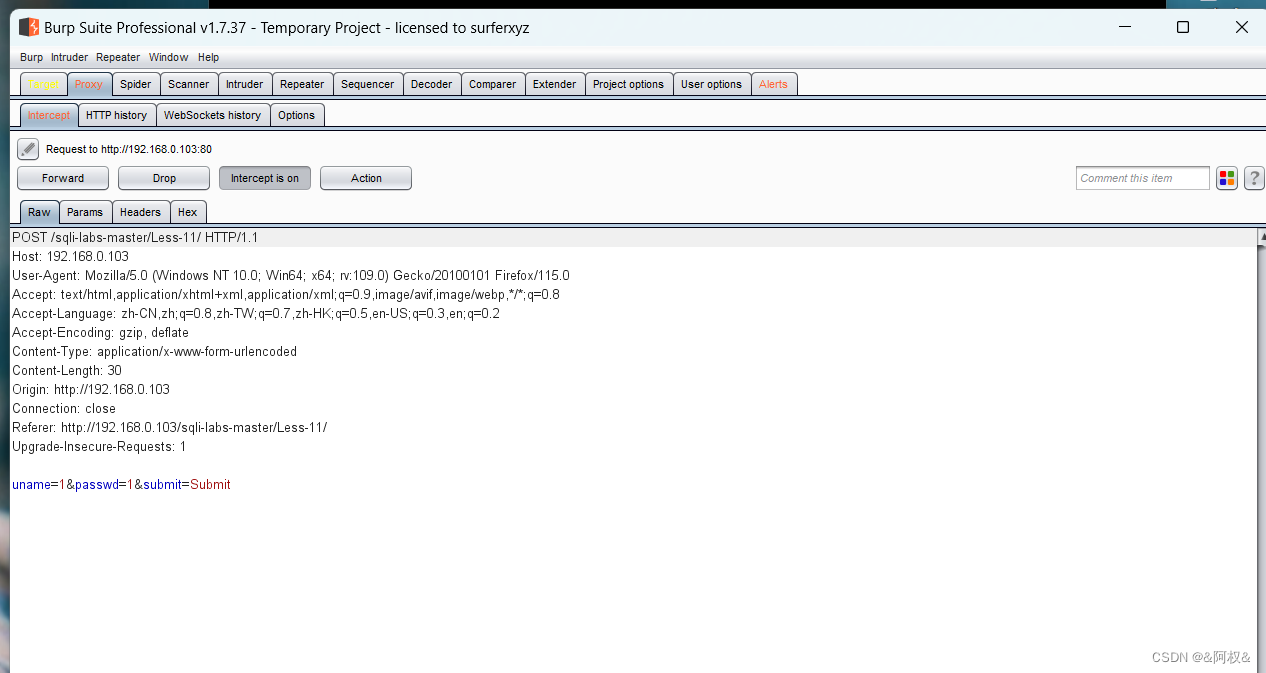 Burp Suite Professional v1.7.37 - Temporary Project - licensed to surferxyz
Burp Intruder Repeater Window Help
Target Proxy Spider Scanner Intruder Repeater Sequencer Decoder Comparer Extender Project options User options Alerts
Intercept HTTP history WebSockets history Options
Request to http://192.168.0.103:80
Forward Drop Intercept is on Action Comment this item ?
Raw Params Headers Hex
POST /sqli-labs-master/Less-11/ HTTP/1.1
Host: 192.168.0.103
User-Agent: Mozilla/5.0 (Windows NT 10.0; Win64; x64; rv:109.0) Gecko/20100101 Firefox/115.0
Accept: text/html,application/xhtml+xml,application/xml;q=0.9,image/avif,image/webp,*/*;q=0.8
Accept-Language: zh-CN,zh;q=0.8,zh-TW;q=0.7,zh-HK;q=0.5,en-US;q=0.3,en;q=0.2
Accept-Encoding: gzip, deflate
Content-Type: application/x-www-form-urlencoded
Content-Length: 30
Origin: http://192.168.0.103
Connection: close
Referer: http://192.168.0.103/sqli-labs-master/Less-11/
Upgrade-Insecure-Requests: 1
uname=1&passwd=1&submit=Submit
CSDN @&阿权&